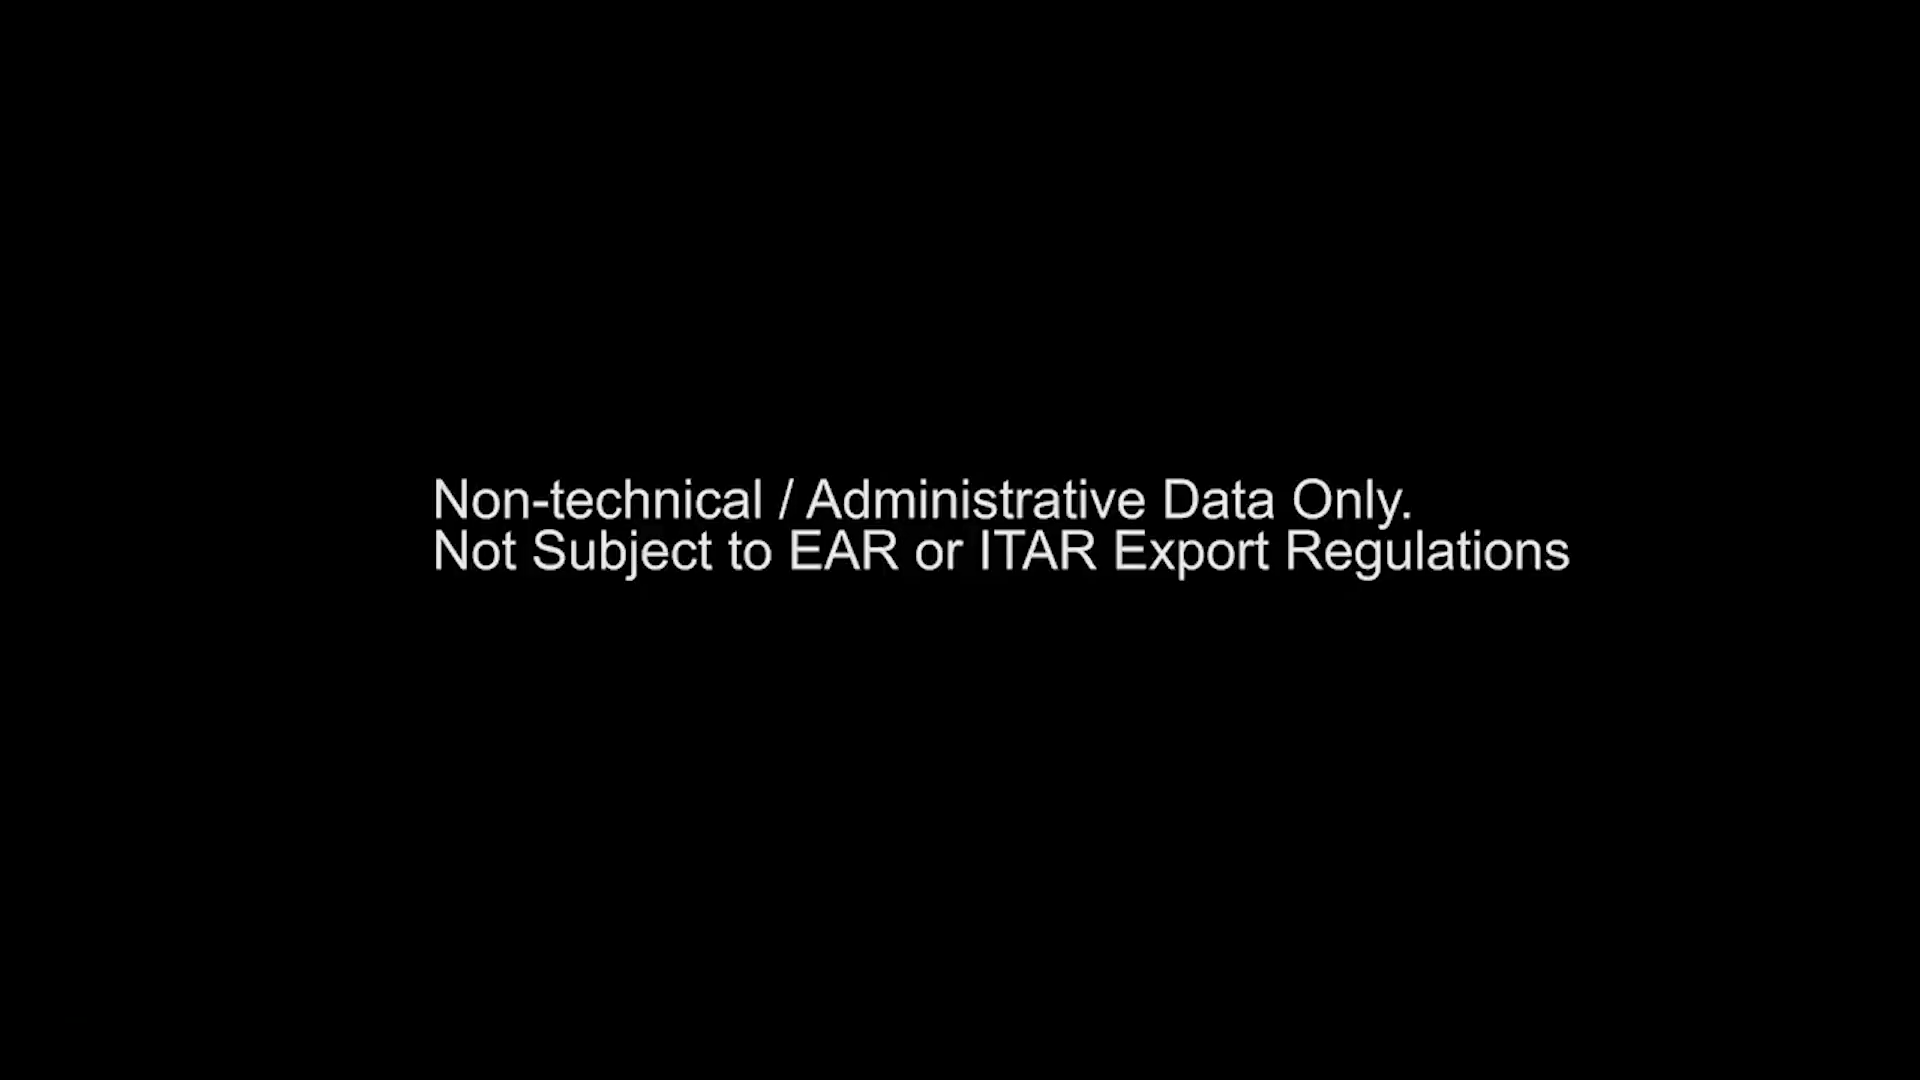 Non-technical / Administrative Data Only.
Not Subject to EAR or ITAR Export Regulations